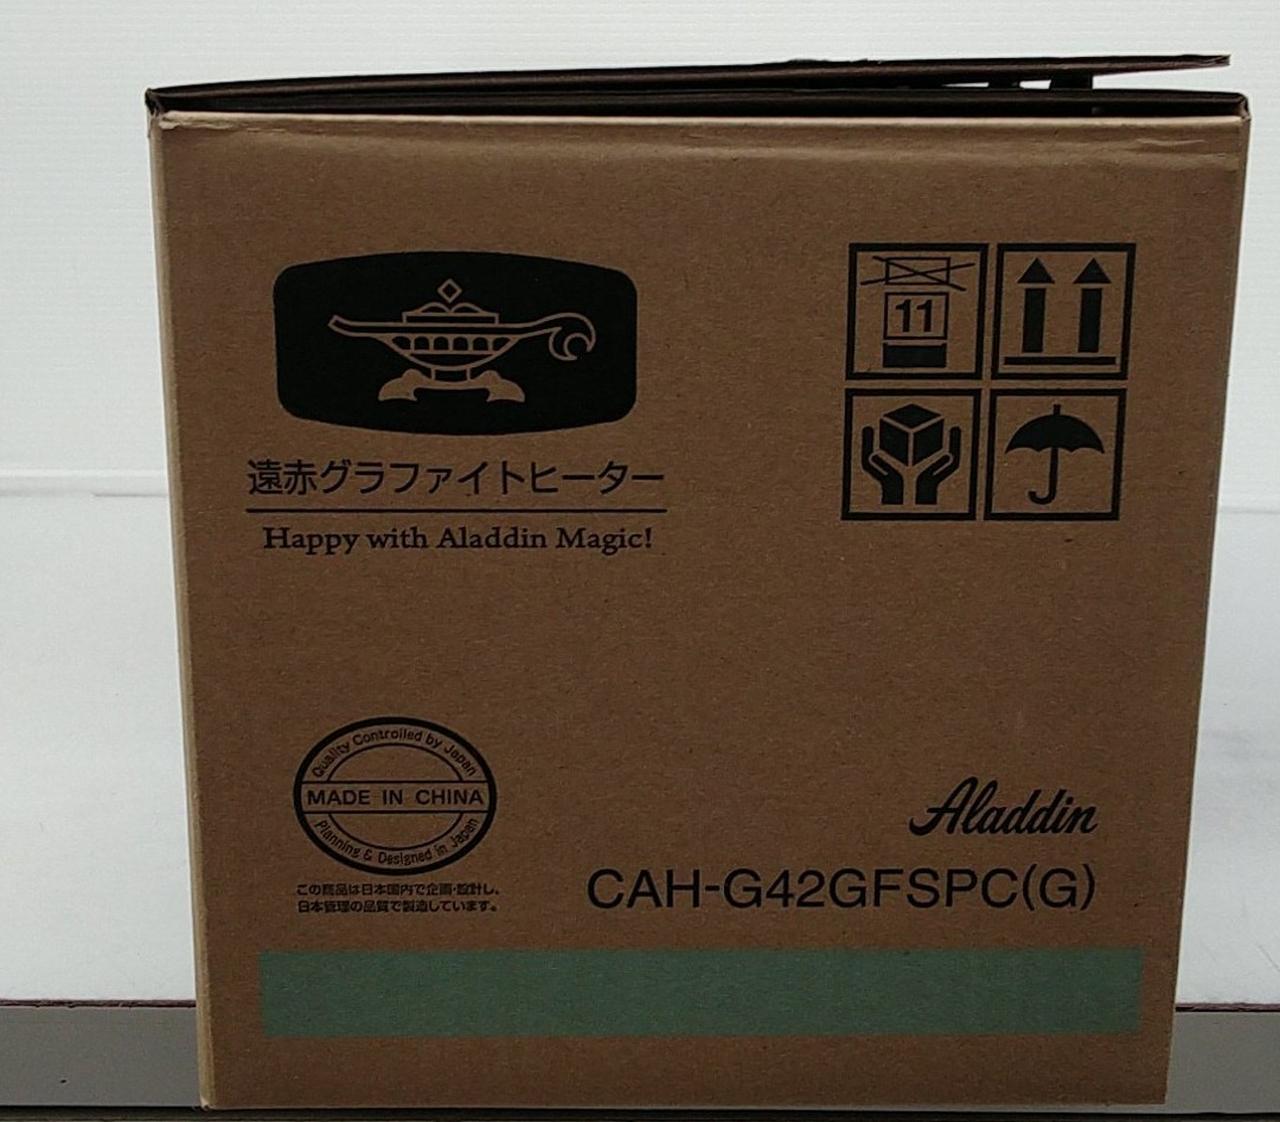 11
遠赤グラファイトヒーター
Happy with Aladdin Magic!
Quality Controlled by Japan
MADE IN CHINA
Planning & Designed in Japan
この商品は日本国内で企画・設計し、
日本管理の品質で製造しています。
Aladdin
CAH-G42GFSPC(G)